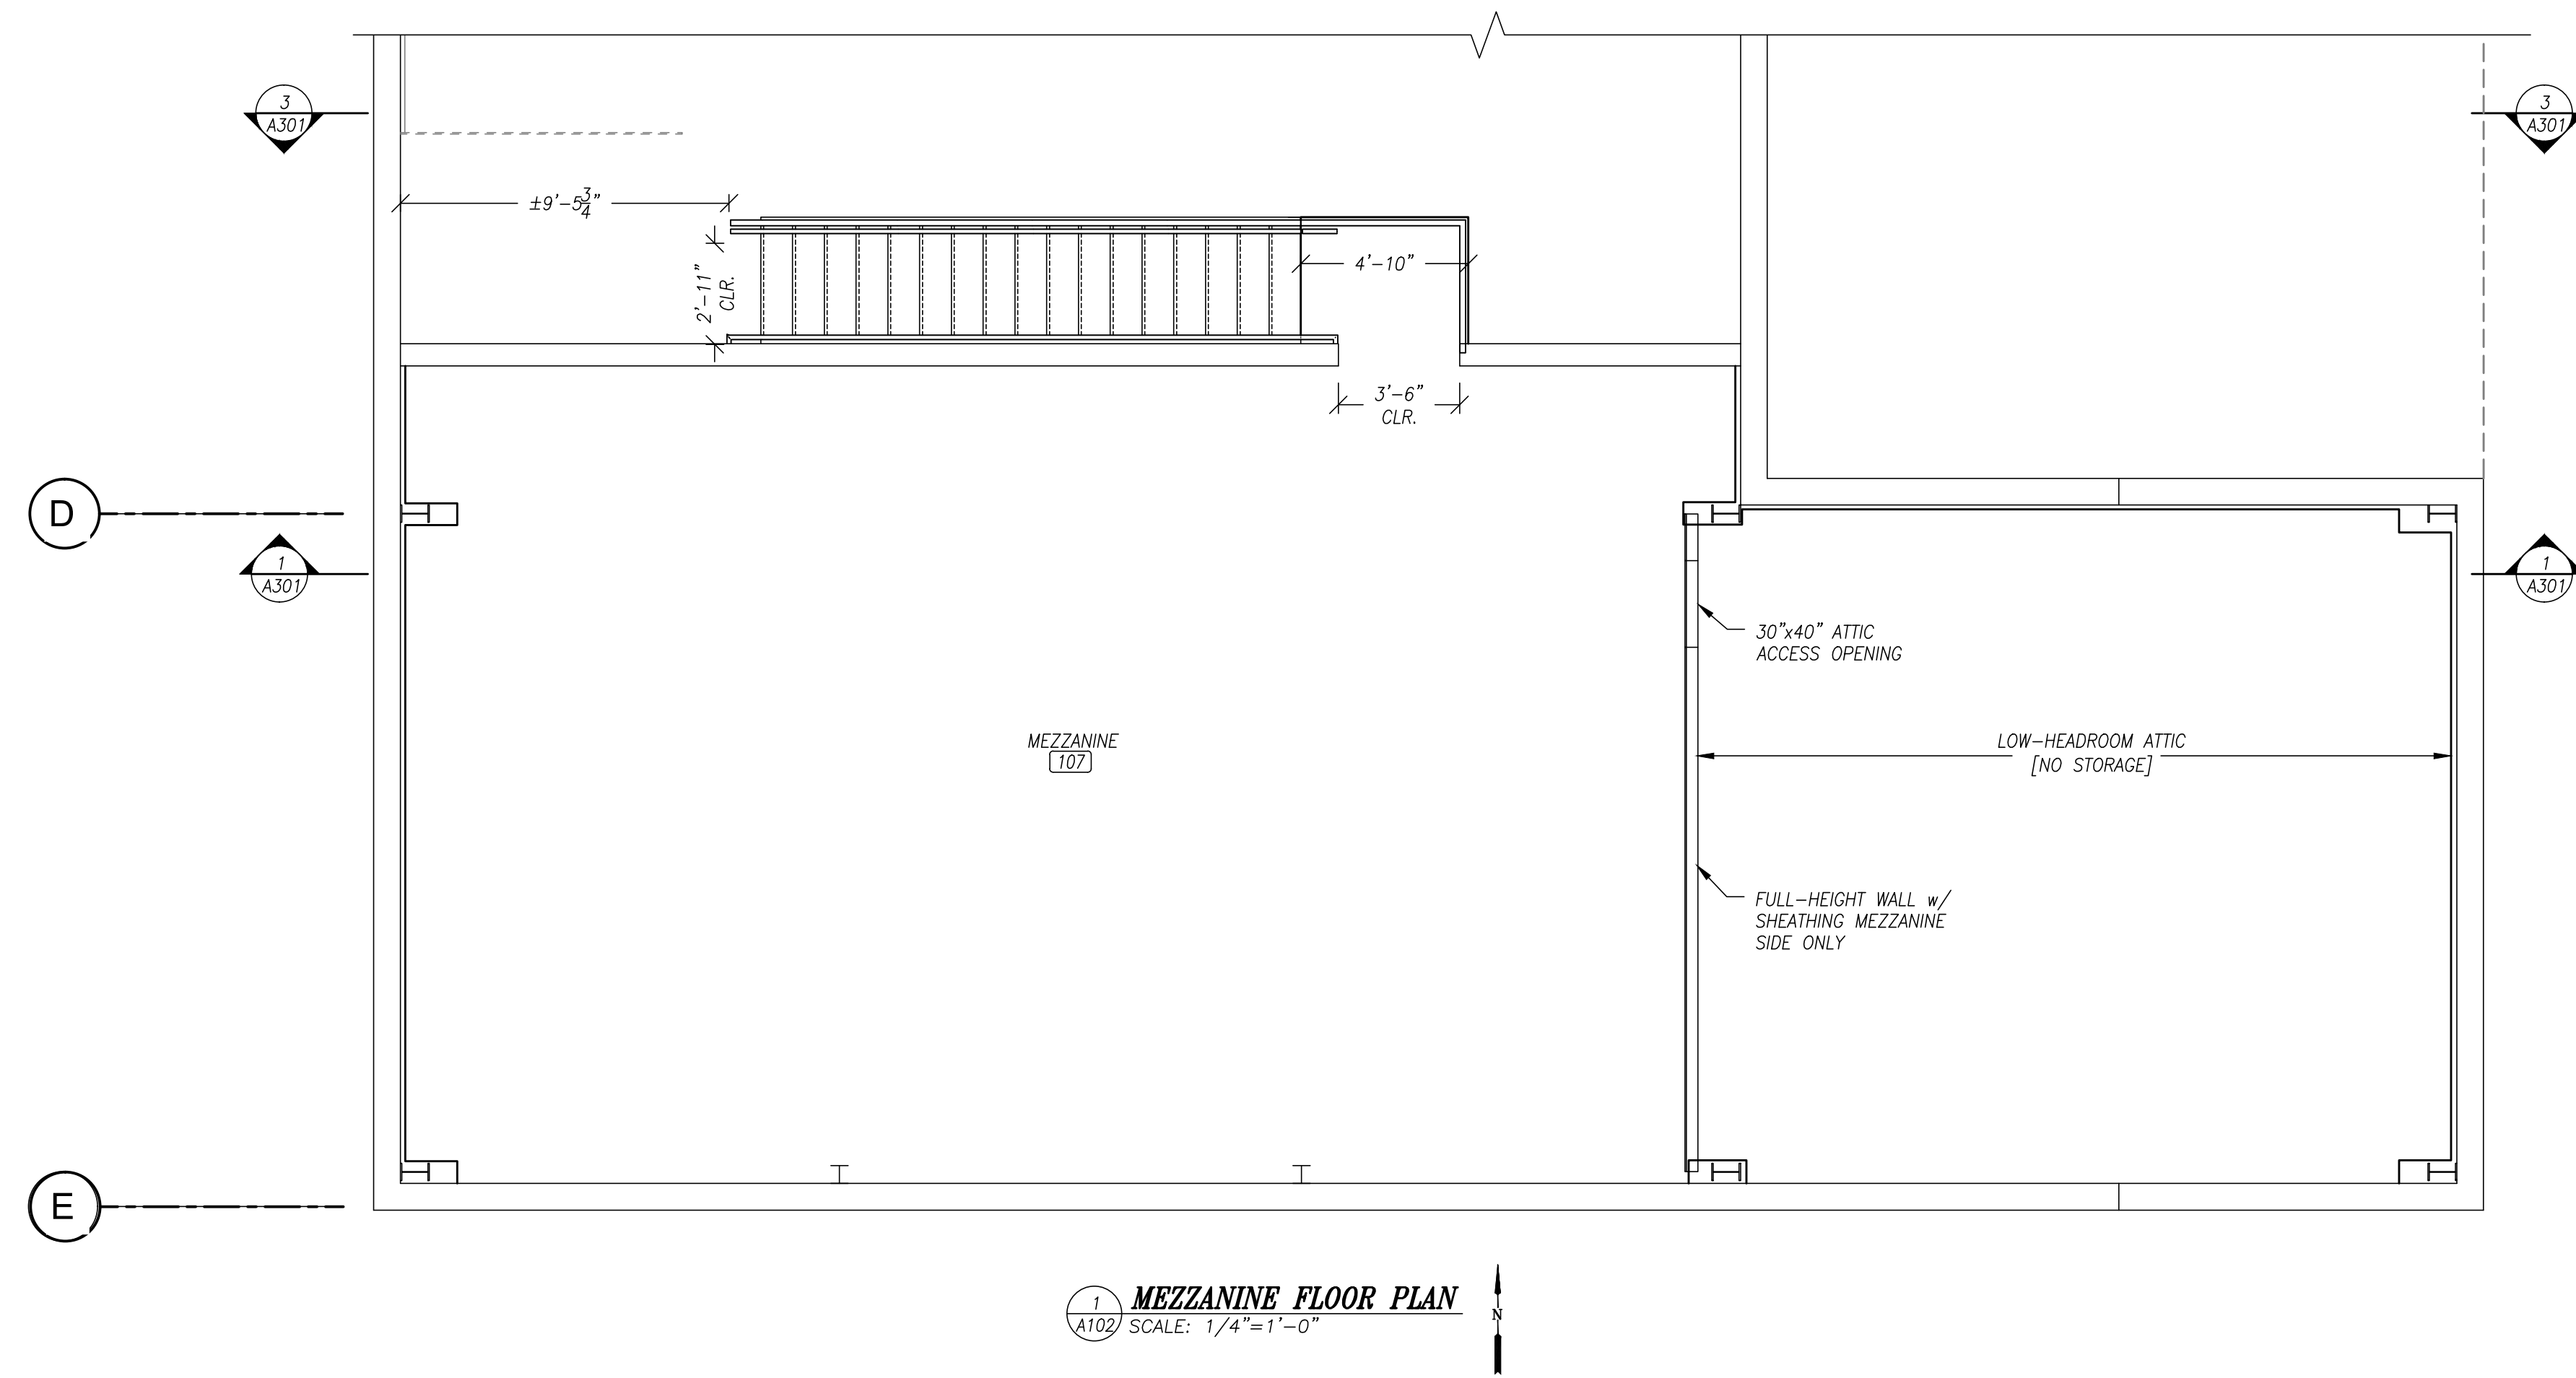 3
A301
3
A301
±9'-5 3/4"
2'-11"
CLR.
4'-10"
3'-6"
CLR.
D
1
A301
1
A301
30"x40" ATTIC
ACCESS OPENING
MEZZANINE
107
LOW-HEADROOM ATTIC
[NO STORAGE]
FULL-HEIGHT WALL w/
SHEATHING MEZZANINE
SIDE ONLY
E
1
A102
MEZZANINE FLOOR PLAN
SCALE: 1/4"=1'-0"
N